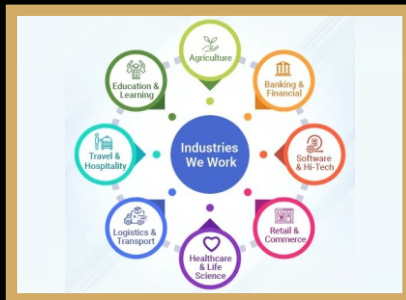 Agriculture
Education &
Learning
Banking &
Financial
Industries
We Work
Travel &
Hospitality
Software
& Hi-Tech
Logistics &
Transport
Retail &
Commerce
Healthcare
& Life
Science